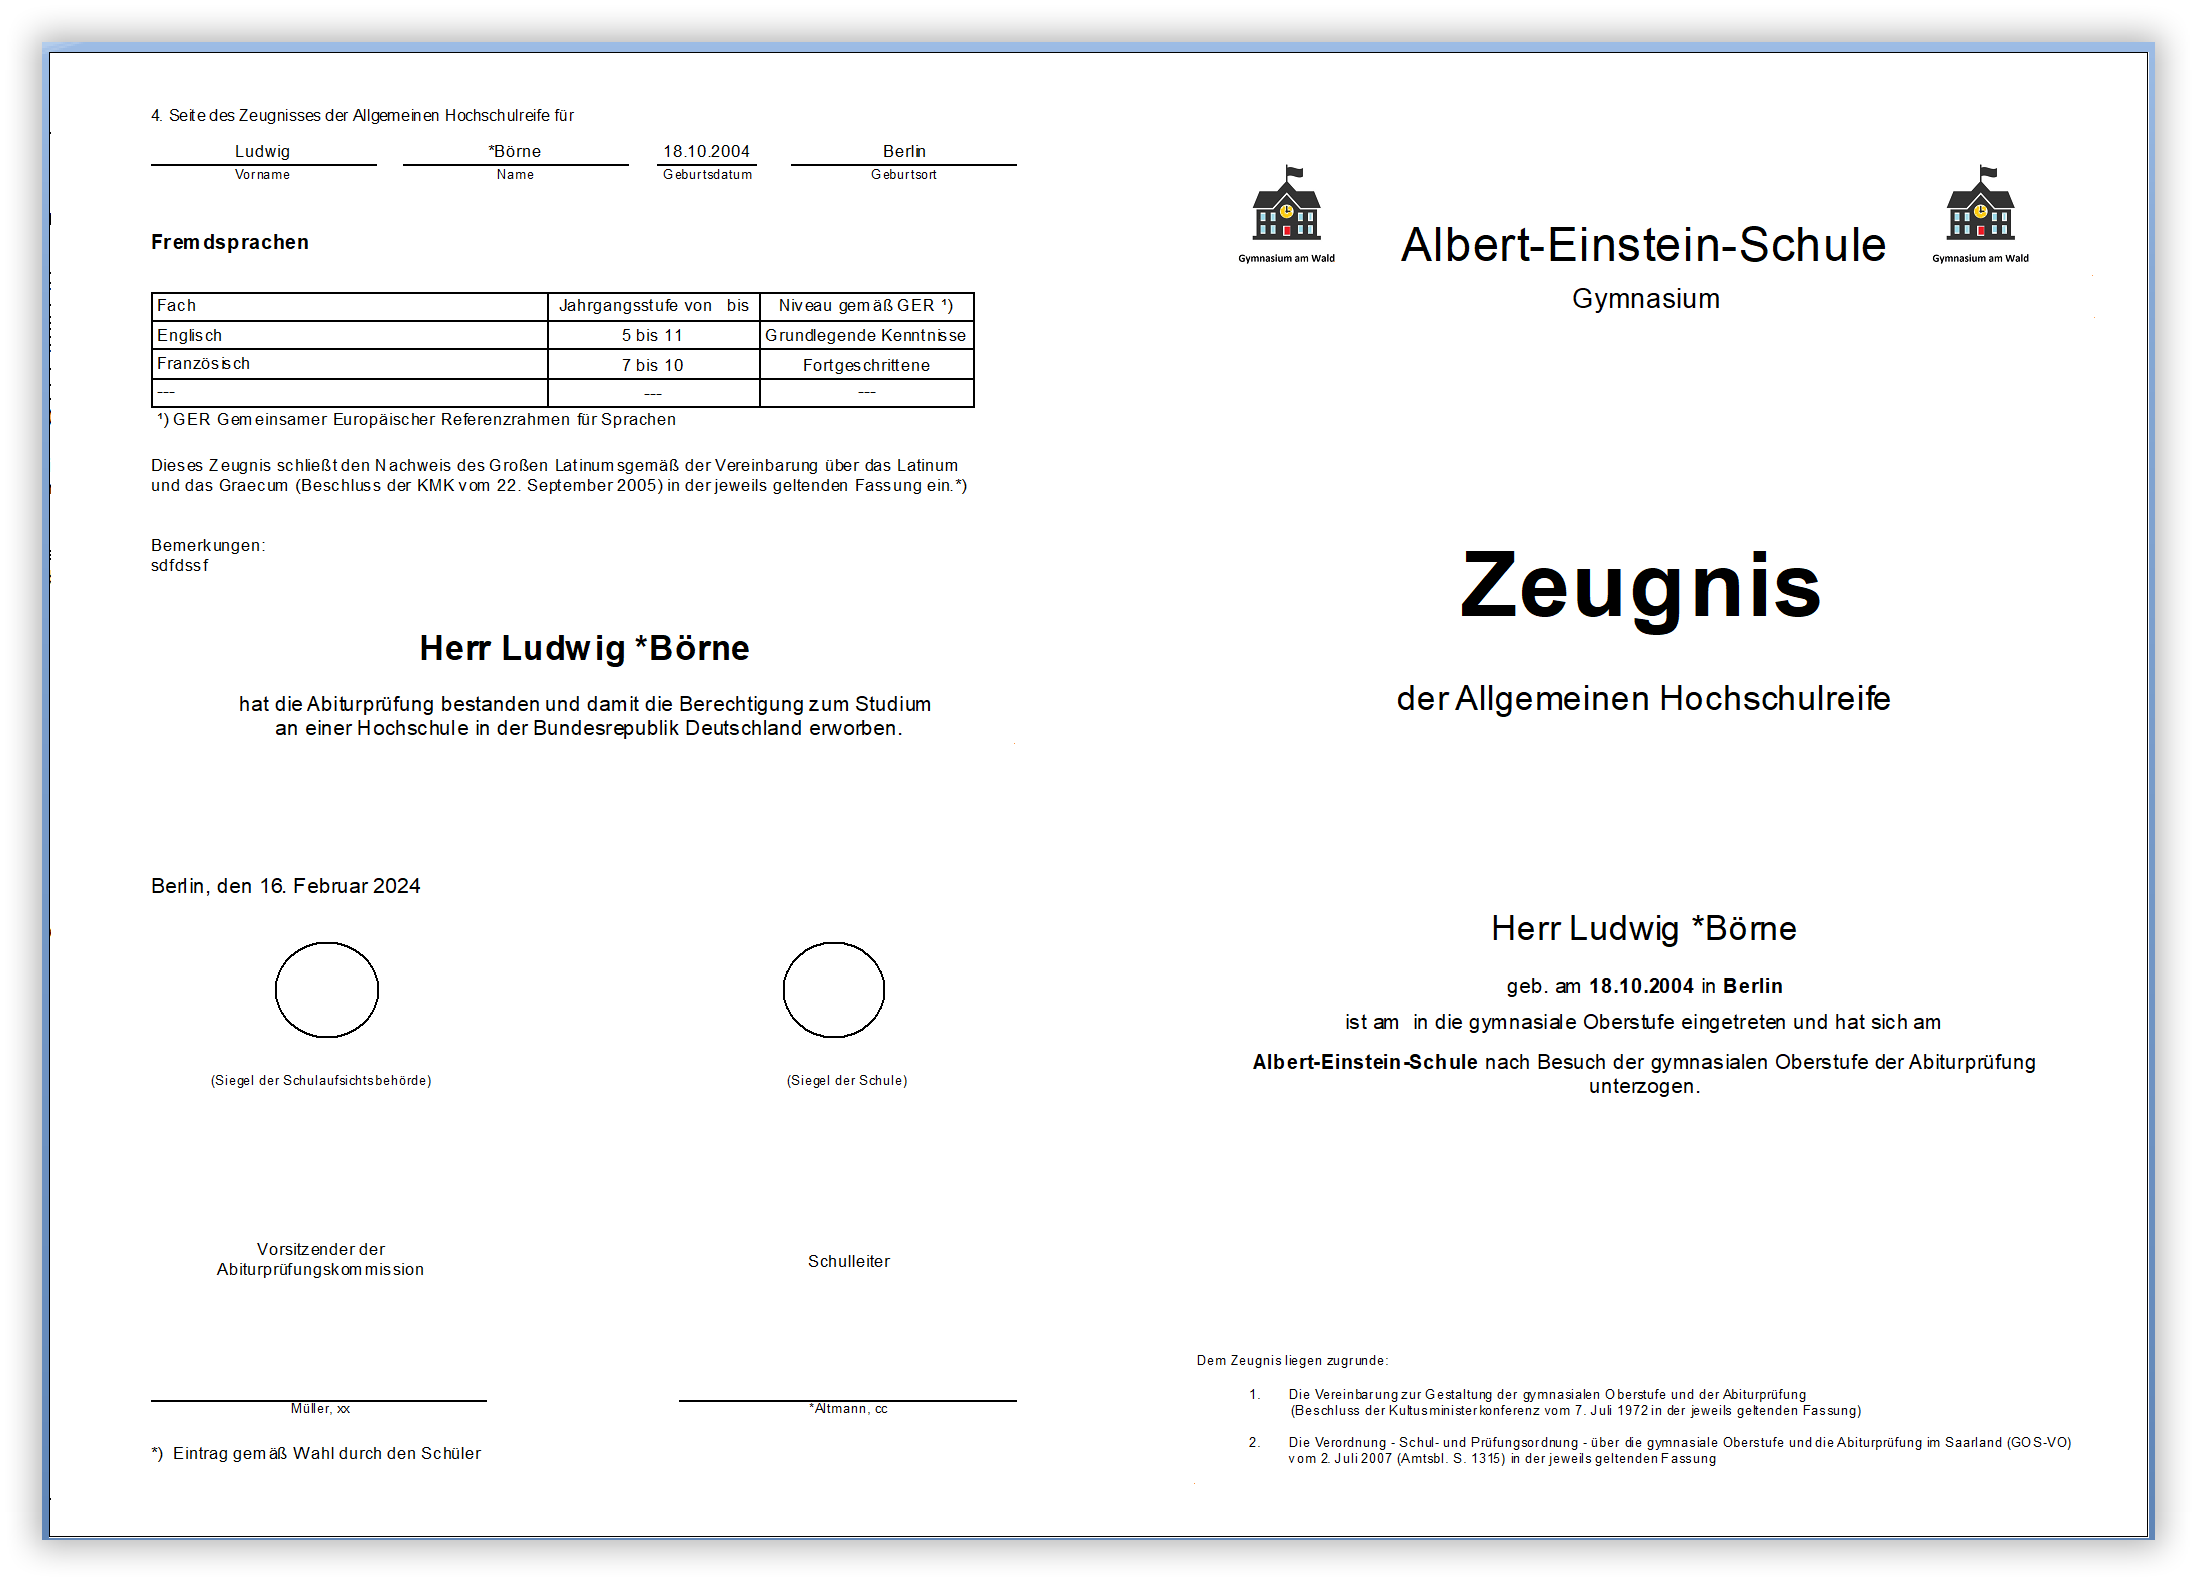 4. Seite des Zeugnisses der Allgemeinen Hochschulreife für
Ludwig *Börne 18.10.2004 Berlin
Vorname Name Geburtsdatum Geburtsort
Fremdsprachen
Fach Jahrgangsstufe von bis Niveau gemäß GER ¹)
Englisch 5 bis 11 Grundlegende Kenntnisse
Französisch 7 bis 10 Fortgeschrittene
--- --- ---
¹) GER Gemeinsamer Europäischer Referenzrahmen für Sprachen
Dieses Zeugnis schließt den Nachweis des Großen Latinums gemäß der Vereinbarung über das Latinum
und das Graecum (Beschluss der KMK vom 22. September 2005) in der jeweils geltenden Fassung ein.*)
Bemerkungen:
sdfdssf
Herr Ludwig *Börne
hat die Abiturprüfung bestanden und damit die Berechtigung zum Studium
an einer Hochschule in der Bundesrepublik Deutschland erworben.
Berlin, den 16. Februar 2024
(Siegel der Schulaufsichtsbehörde) (Siegel der Schule)
Vorsitzender der
Abiturprüfungskommission
Schulleiter
Müller, xx *Altmann, cc
*) Eintrag gemäß Wahl durch den Schüler
Gymnasium am Wald
Albert-Einstein-Schule
Gymnasium am Wald
Gymnasium
Zeugnis
der Allgemeinen Hochschulreife
Herr Ludwig *Börne
geb. am 18.10.2004 in Berlin
ist am in die gymnasiale Oberstufe eingetreten und hat sich am
Albert-Einstein-Schule nach Besuch der gymnasialen Oberstufe der Abiturprüfung
unterzogen.
Dem Zeugnis liegen zugrunde:
1. Die Vereinbarung zur Gestaltung der gymnasialen Oberstufe und der Abiturprüfung
(Beschluss der Kultusministerkonferenz vom 7. Juli 1972 in der jeweils geltenden Fassung)
2. Die Verordnung - Schul- und Prüfungsordnung - über die gymnasiale Oberstufe und die Abiturprüfung im Saarland (GOS-VO)
vom 2. Juli 2007 (Amtsbl. S. 1315) in der jeweils geltenden Fassung